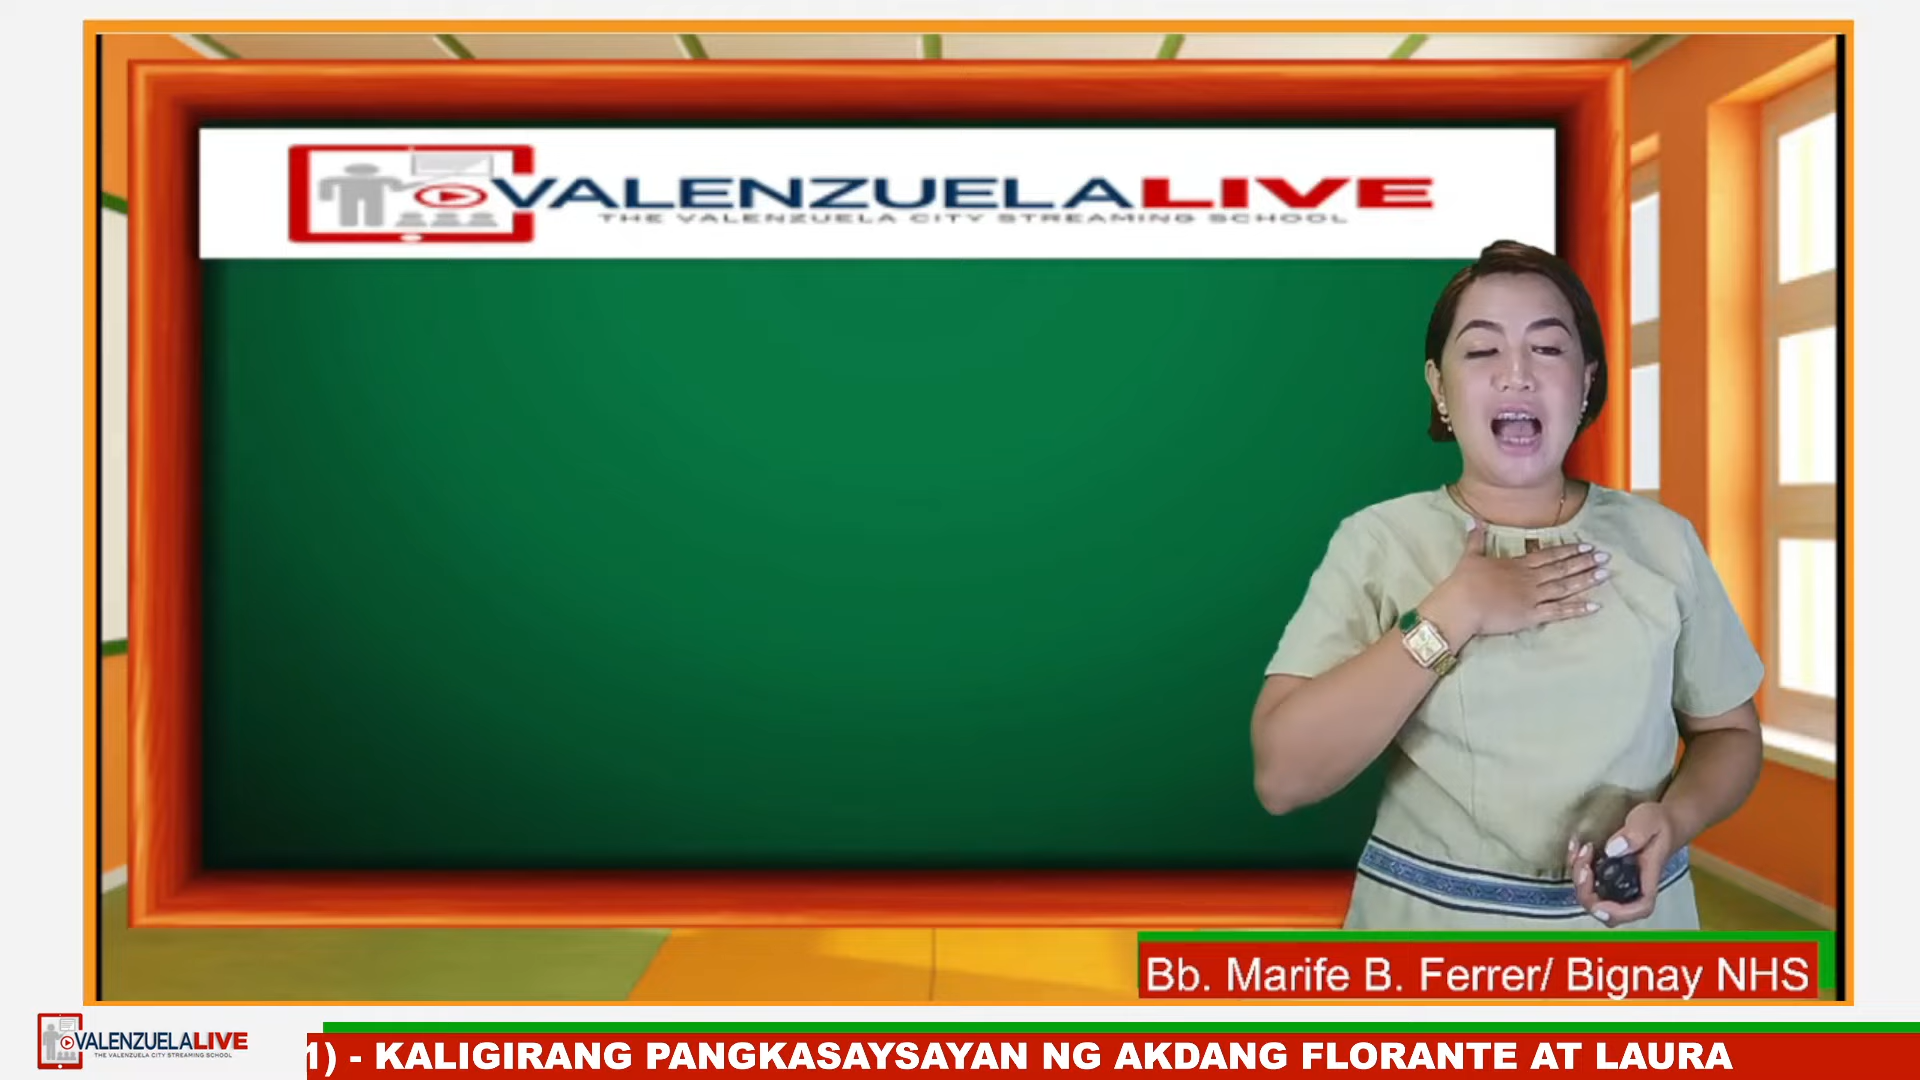 VALENZUELALIVE
THE VALENZUELA CITY STREAMING SCHOOL
Bb. Marife B. Ferrer/ Bignay NHS
VALENZUELALIVE
THE VALENZUELA CITY STREAMING SCHOOL
1) - KALIGIRANG PANGKASAYSAYAN NG AKDANG FLORANTE AT LAURA